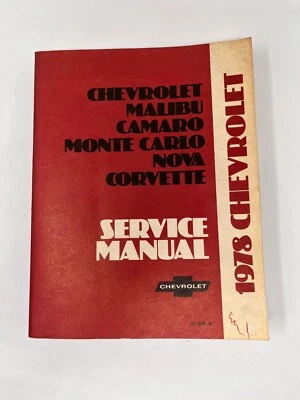 CHEVROLET
MALIBU
CAMARO
MONTE CARLO
NOVA
CORVETTE
SERVICE
MANUAL
CHEVROLET
1978 CHEVROLET